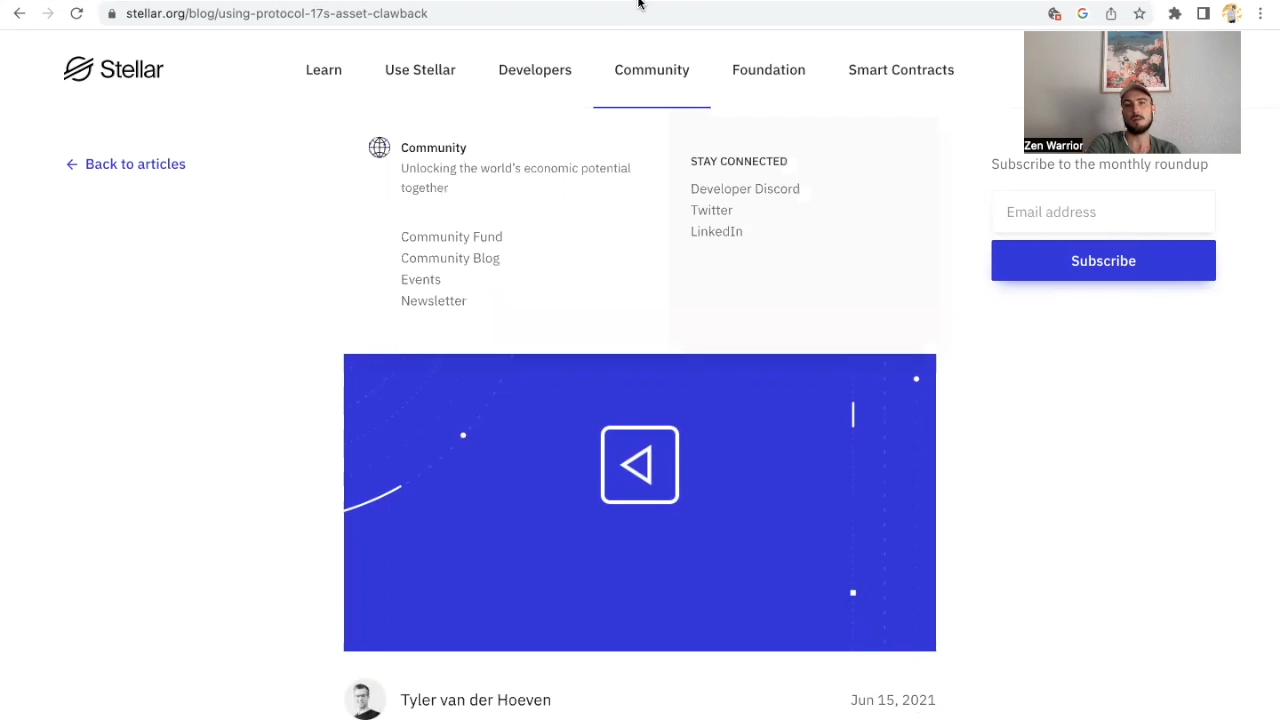 stellar.org/blog/using-protocol-17s-asset-clawback
Stellar
Learn
Use Stellar
Developers
Community
Foundation
Smart Contracts
Zen Warrior
Back to articles
Community
Unlocking the world's economic potential
together
Community Fund
Community Blog
Events
Newsletter
STAY CONNECTED
Developer Discord
Twitter
LinkedIn
Subscribe to the monthly roundup
Email address
Subscribe
Tyler van der Hoeven
Jun 15, 2021